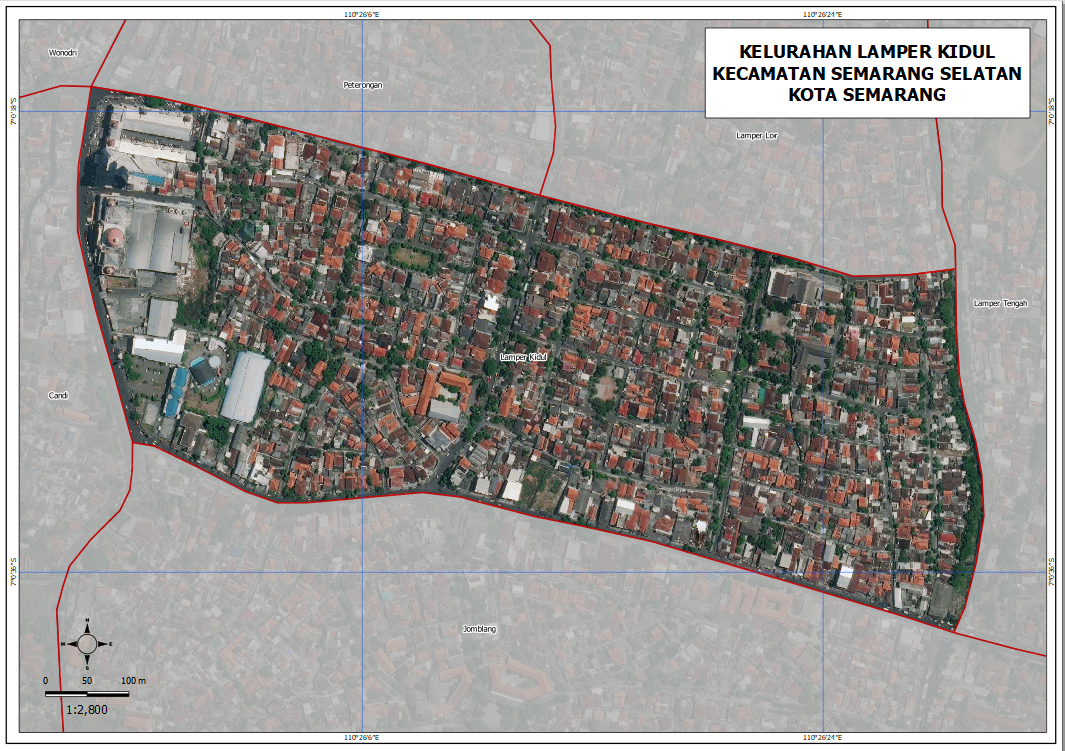 110°26'6"E
110°26'24"E
KELURAHAN LAMPER KIDUL
KECAMATAN SEMARANG SELATAN
KOTA SEMARANG
Wonodri
Peterongan
Lamper Lor
7°0'18"S
7°0'18"S
Lamper Tengah
Lamper Kidul
Candi
7°0'36"S
7°0'36"S
Jomblang
N
W
E
S
0 50 100 m
1:2,800
110°26'6"E
110°26'24"E